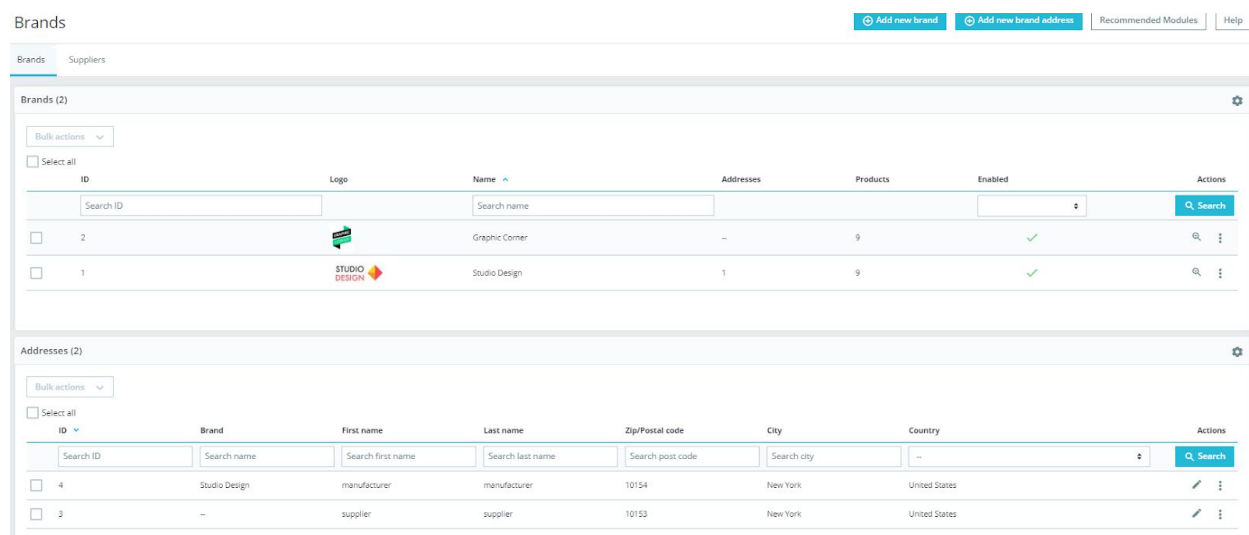 Brands
Add new brand
Add new brand address
Recommended Modules
Help
Brands Suppliers
Brands (2)
Bulk actions
Select all
ID Logo Name Addresses Products Enabled Actions
Search ID Search name Search
2 Graphic Corner -- 9
1 STUDIO DESIGN Studio Design 1 9
Addresses (2)
Bulk actions
Select all
ID Brand First name Last name Zip/Postal code City Country Actions
Search ID Search name Search first name Search last name Search post code Search city -- Search
4 Studio Design manufacturer manufacturer 10154 New York United States
3 -- supplier supplier 10153 New York United States